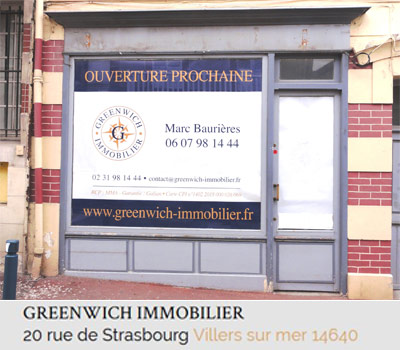 OUVERTURE PROCHAINE
GREENWICH
G
IMMOBILIER
Marc Baurières
06 07 98 14 44
02 31 98 14 44 • contact@greenwich-immobilier.fr
www.greenwich-immobilier.fr
GREENWICH IMMOBILIER
20 rue de Strasbourg Villers sur mer 14640